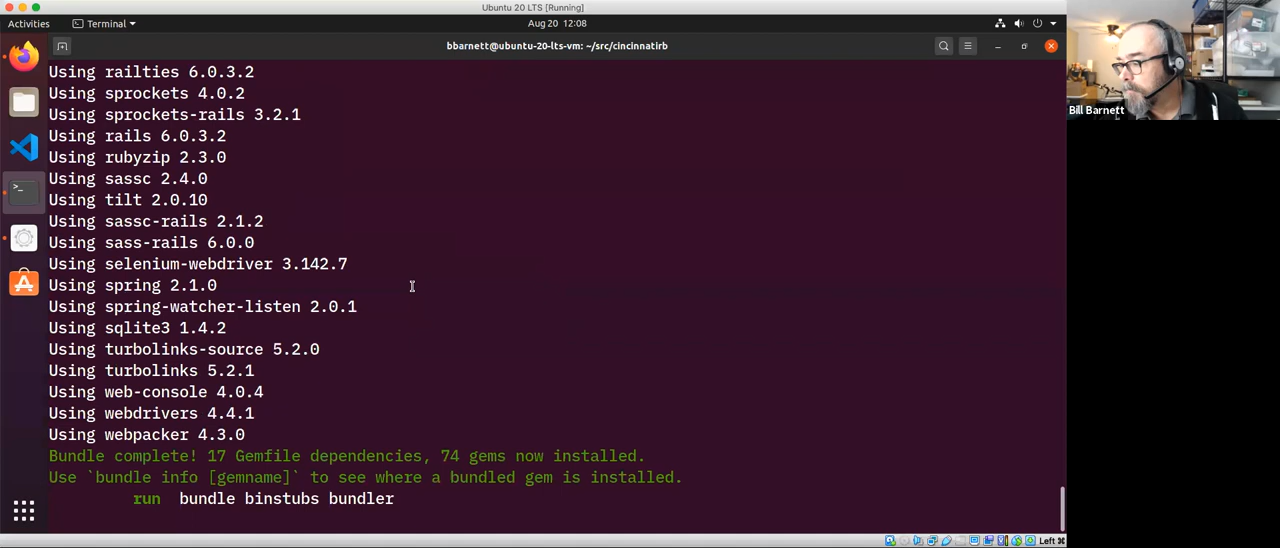 Ubuntu 20 LTS [Running]
Activities
Terminal
Aug 20 12:08
bbarnett@ubuntu-20-lts-vm: ~/src/cincinnatirb
Using railties 6.0.3.2
Using sprockets 4.0.2
Using sprockets-rails 3.2.1
Using rails 6.0.3.2
Using rubyzip 2.3.0
Using sassc 2.4.0
Using tilt 2.0.10
Using sassc-rails 2.1.2
Using sass-rails 6.0.0
Using selenium-webdriver 3.142.7
Using spring 2.1.0
Using spring-watcher-listen 2.0.1
Using sqlite3 1.4.2
Using turbolinks-source 5.2.0
Using turbolinks 5.2.1
Using web-console 4.0.4
Using webdrivers 4.4.1
Using webpacker 4.3.0
Bundle complete! 17 Gemfile dependencies, 74 gems now installed.
Use `bundle info [gemname]` to see where a bundled gem is installed.
run bundle binstubs bundler
Bill Barnett
Left ⌘